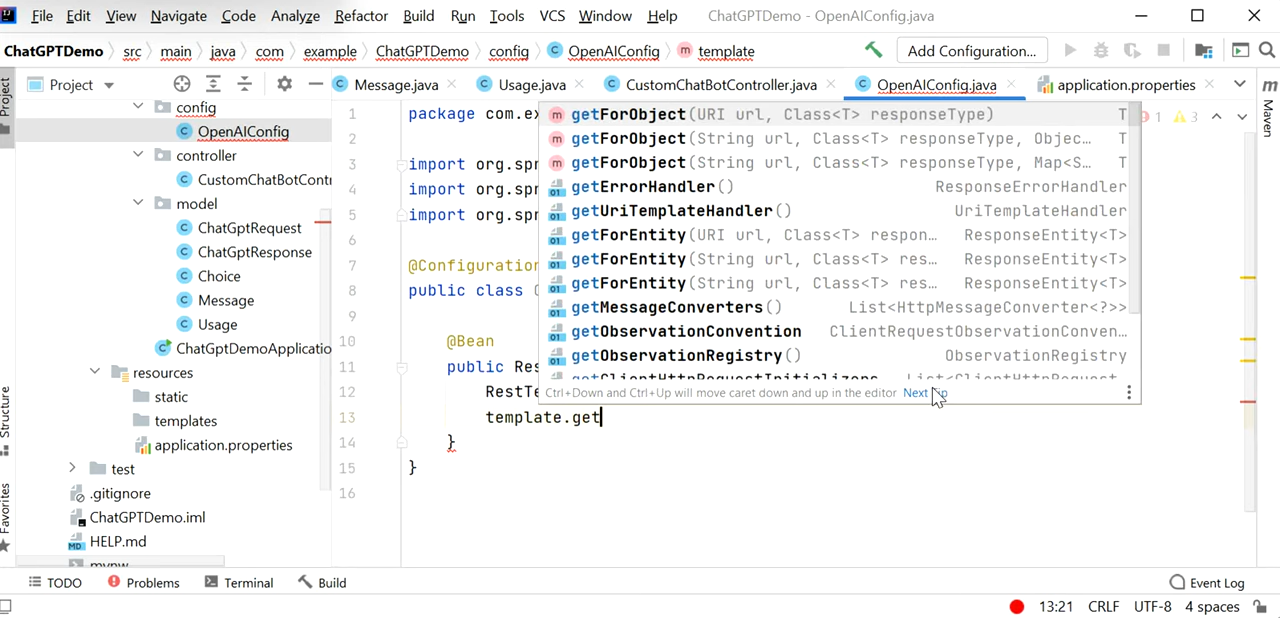 File Edit View Navigate Code Analyze Refactor Build Run Tools VCS Window Help ChatGPTDemo - OpenAIConfig.java
ChatGPTDemo src main java com example ChatGPTDemo config OpenAIConfig template Add Configuration...
Project
Message.java Usage.java CustomChatBotController.java OpenAIConfig.java application.properties
Project
Structure
Favorites
Maven
config
OpenAIConfig
controller
CustomChatBotContr
model
ChatGptRequest
ChatGptResponse
Choice
Message
Usage
ChatGptDemoApplicatio
resources
static
templates
application.properties
test
.gitignore
ChatGPTDemo.iml
HELP.md
1 package com.ex
2
3 import org.spr
4 import org.spr
5 import org.spr
6
7 @Configuration
8 public class
9
10 @Bean
11 public Res
12 RestTe
13 template.get
14 }
15 }
16
1 3
getForObject(URI url, Class<T> responseType) T
getForObject(String url, Class<T> responseType, Objec… T
getForObject(String url, Class<T> responseType, Map<S… T
getErrorHandler() ResponseErrorHandler
getUriTemplateHandler() UriTemplateHandler
getForEntity(URI url, Class<T> respon… ResponseEntity<T>
getForEntity(String url, Class<T> res… ResponseEntity<T>
getForEntity(String url, Class<T> res… ResponseEntity<T>
getMessageConverters() List<HttpMessageConverter<?>>
getObservationConvention ClientRequestObservationConven…
getObservationRegistry() ObservationRegistry
getClientHttpRequestInitializers List<ClientHttpRequest
Ctrl+Down and Ctrl+Up will move caret down and up in the editor Next
TODO Problems Terminal Build Event Log
13:21 CRLF UTF-8 4 spaces